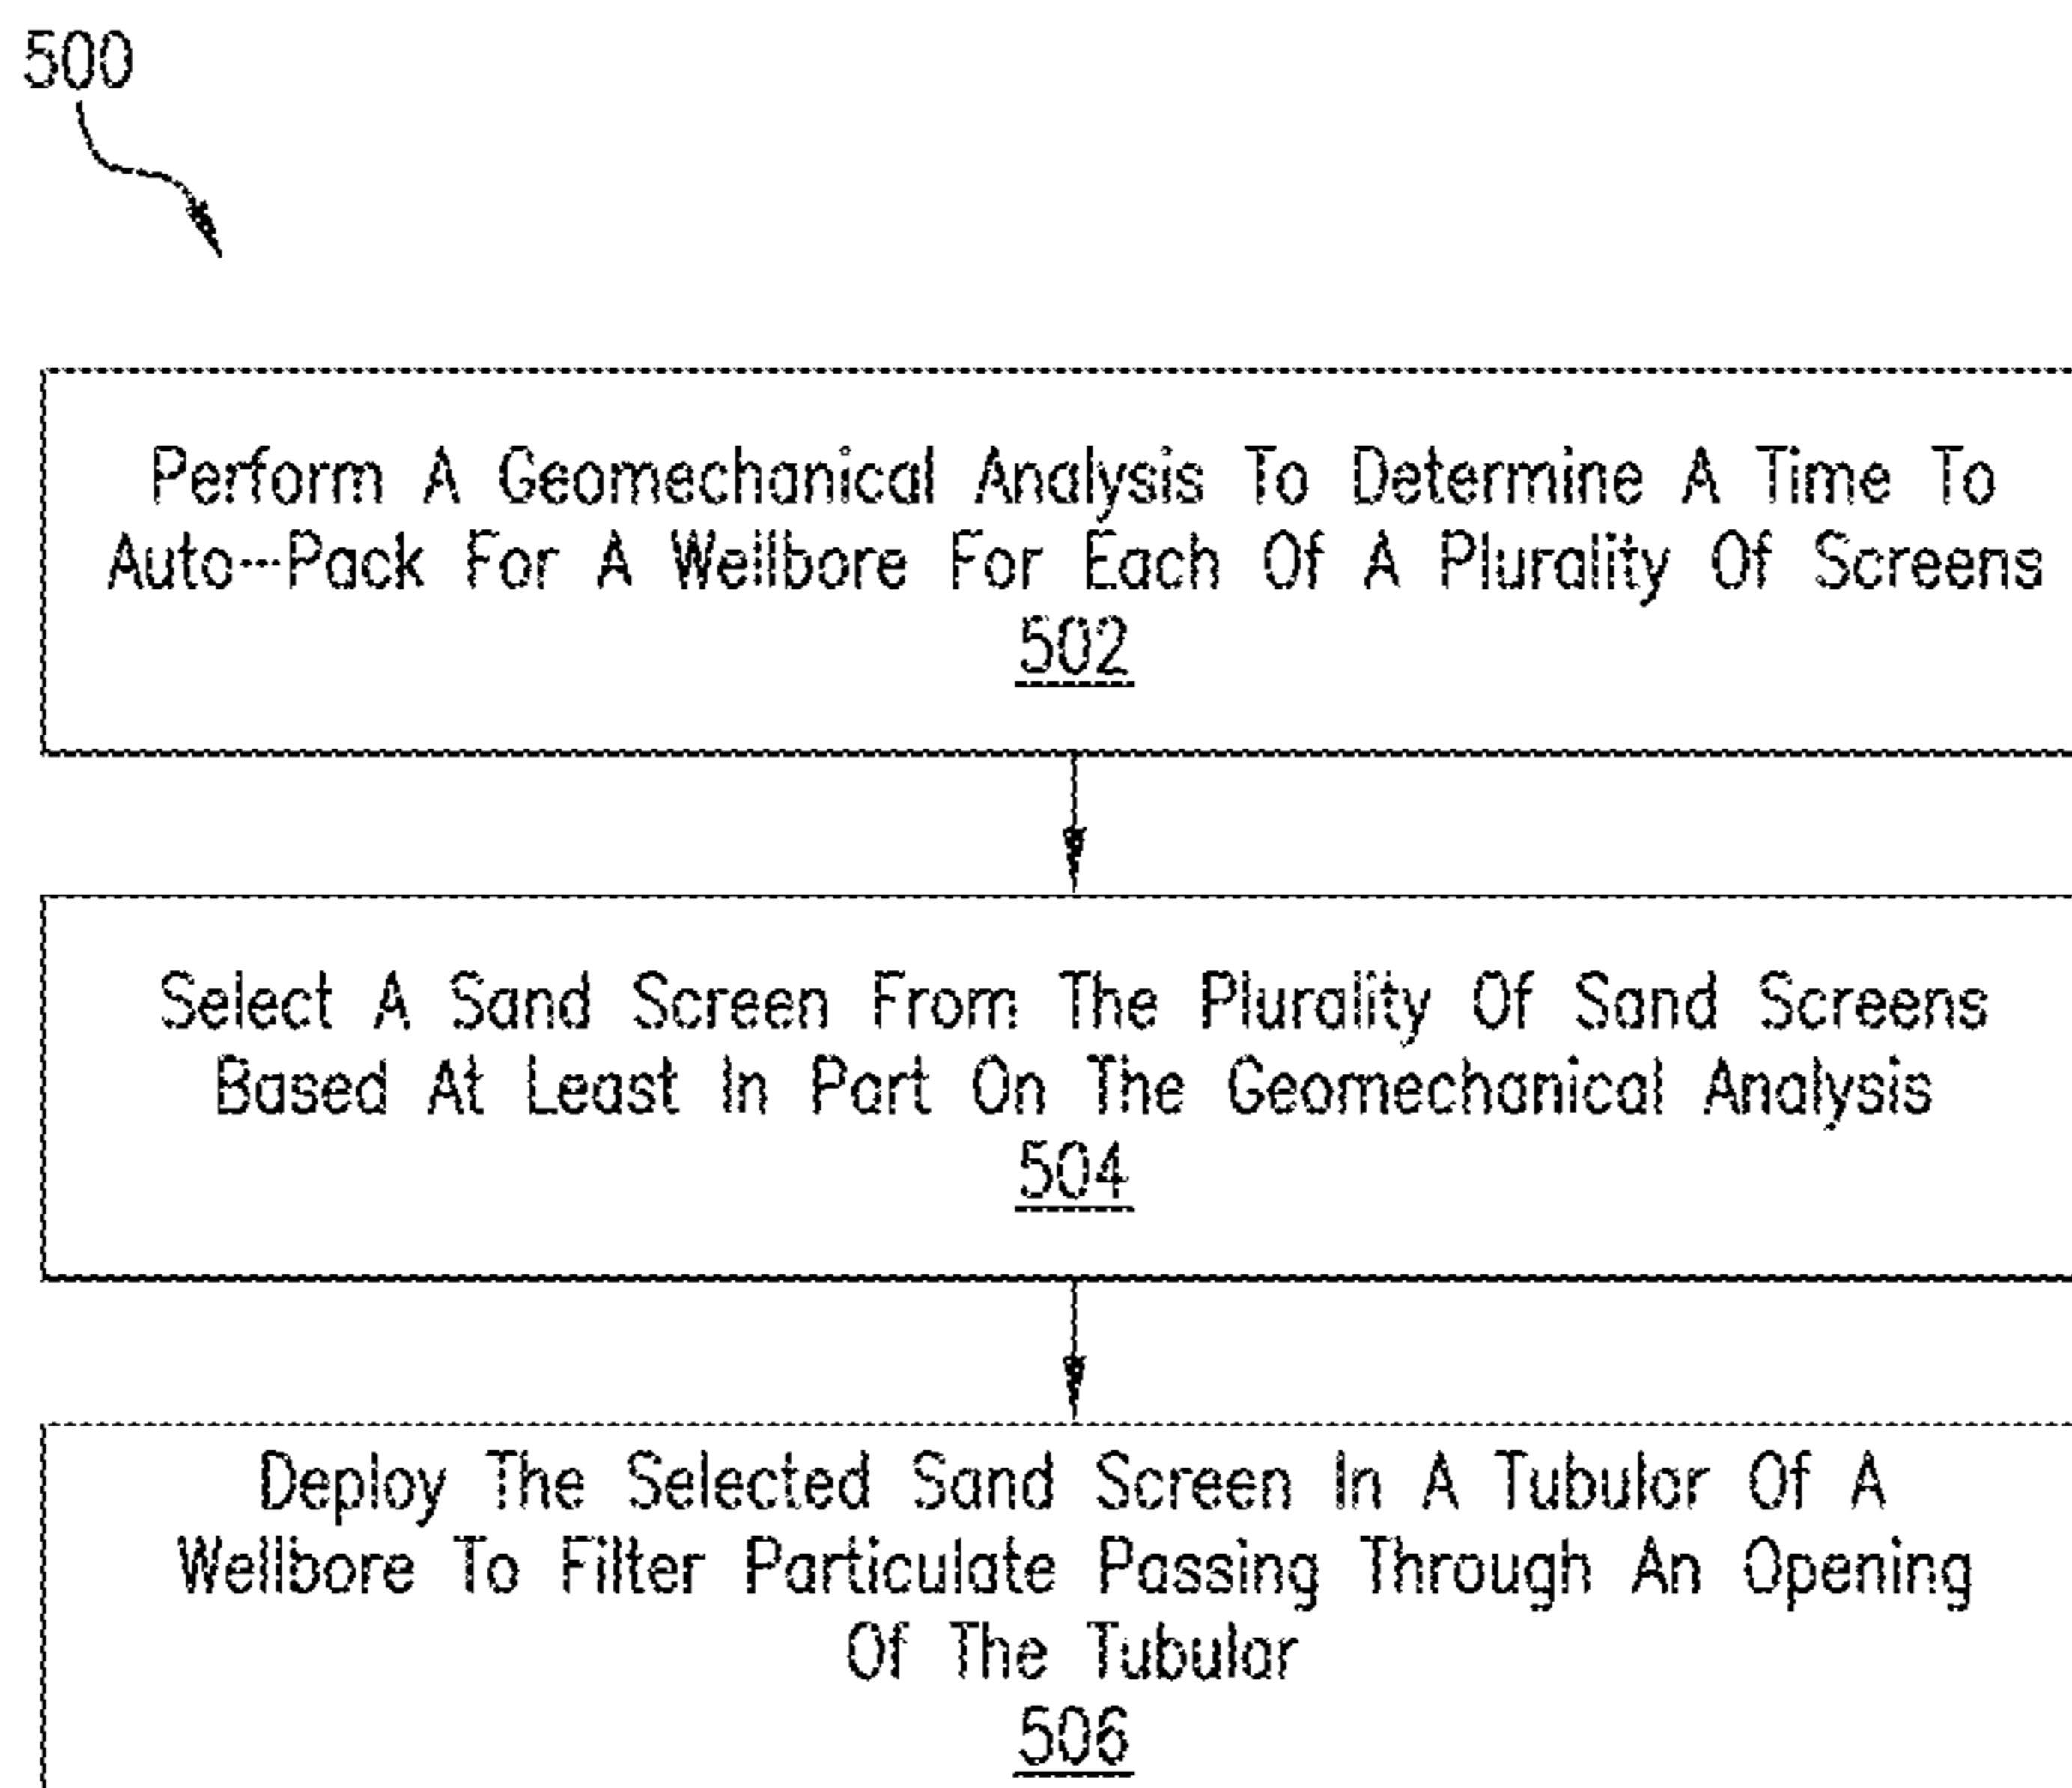 500
Perform A Geomechanical Analysis To Determine A Time To
Auto-Pack For A Wellbore For Each Of A Plurality Of Screens
502
Select A Sand Screen From The Plurality Of Sand Screens
Based At Least In Part On The Geomechanical Analysis
504
Deploy The Selected Sand Screen In A Tubular Of A
Wellbore To Filter Particulate Passing Through An Opening
Of The Tubular
506